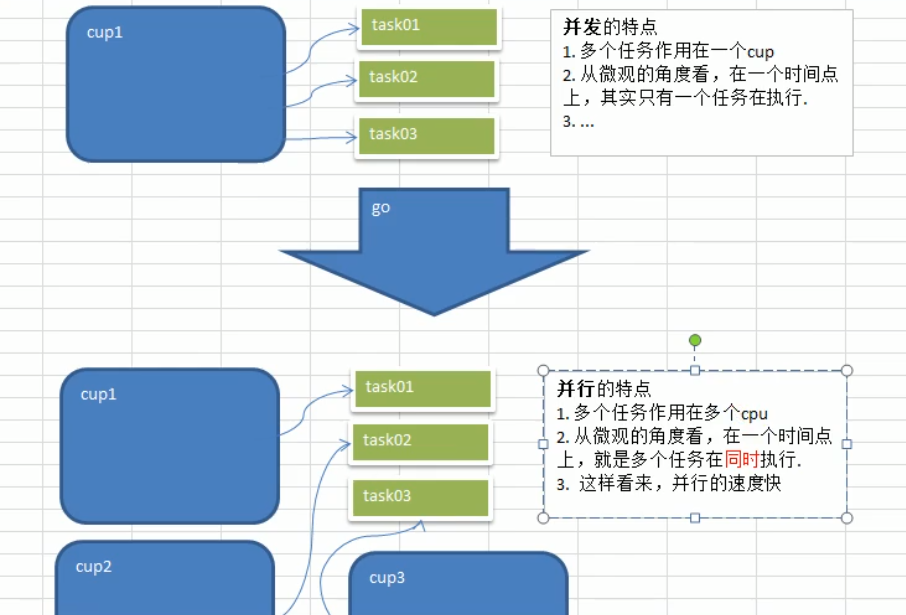 cup1
task01
task02
task03
并发的特点
1. 多个任务作用在一个cup
2. 从微观的角度看，在一个时间点
上，其实只有一个任务在执行.
3. ...
go
cup1
task01
task02
task03
并行的特点
1. 多个任务作用在多个cpu
2. 从微观的角度看，在一个时间点
上，就是多个任务在同时执行.
3. 这样看来，并行的速度快
cup2
cup3